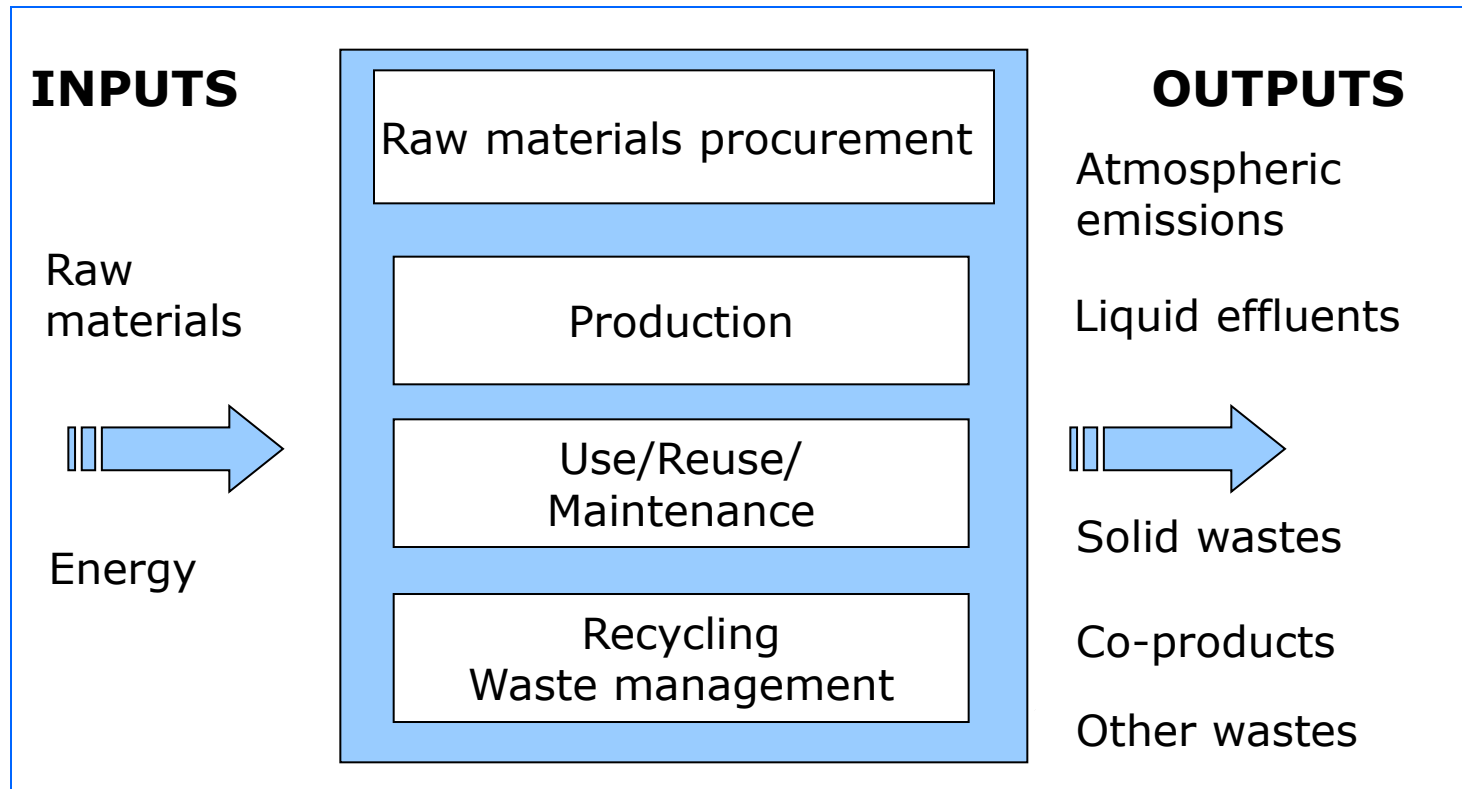 INPUTS
Raw
materials
Energy
Raw materials procurement
Production
Use/Reuse/
Maintenance
Recycling
Waste management
OUTPUTS
Atmospheric
emissions
Liquid effluents
Solid wastes
Co-products
Other wastes